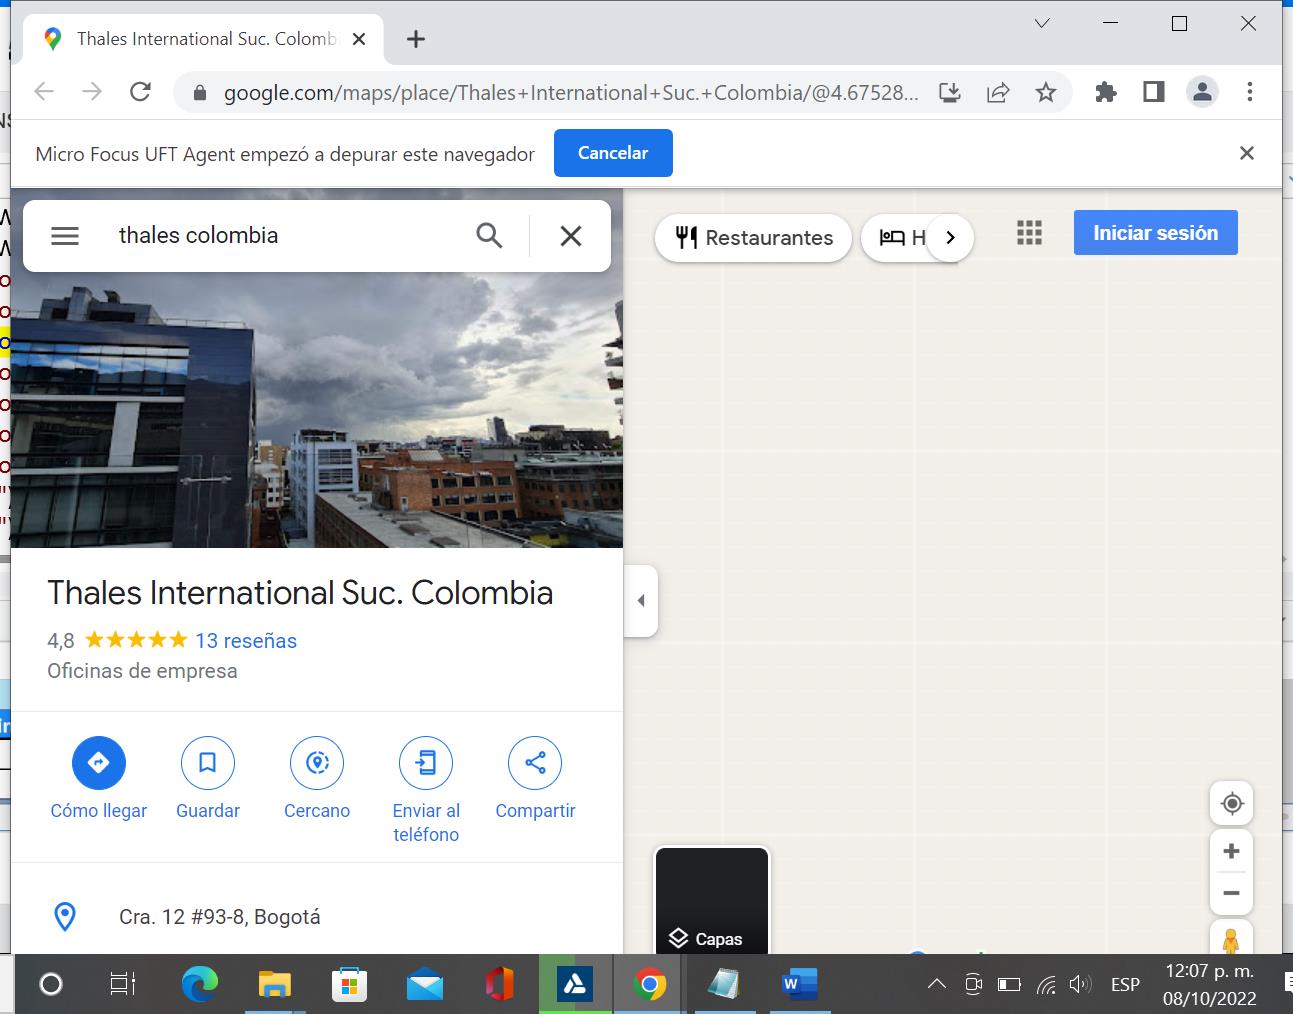 Thales International Suc. Colomb
google.com/maps/place/Thales+International+Suc.+Colombia/@4.67528...
Micro Focus UFT Agent empezó a depurar este navegador
Cancelar
thales colombia
Restaurantes
H
Iniciar sesión
Thales International Suc. Colombia
4,8
13 reseñas
Oficinas de empresa
Cómo llegar
Guardar
Cercano
Enviar al
teléfono
Compartir
Cra. 12 #93-8, Bogotá
Capas
W
ESP
12:07 p. m.
08/10/2022